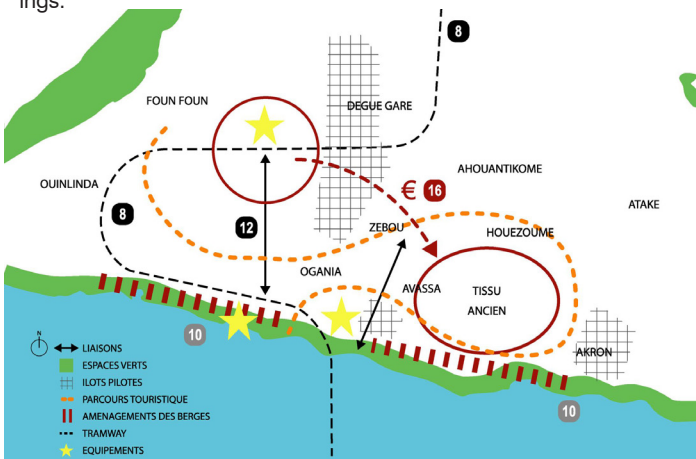 ings.
8
FOUN FOUN
DEGUE GARE
AHOUANTIKOME
OUINLINDA
€ 16
ATAKE
8
12
ZEBOU
HOUEZOUME
OGANIA
AVASSA
TISSU
ANCIEN
10
AKRON
10
N
LIAISONS
ESPACES VERTS
ILOTS PILOTES
PARCOURS TOURISTIQUE
AMENAGEMENTS DES BERGES
TRAMWAY
EQUIPEMENTS